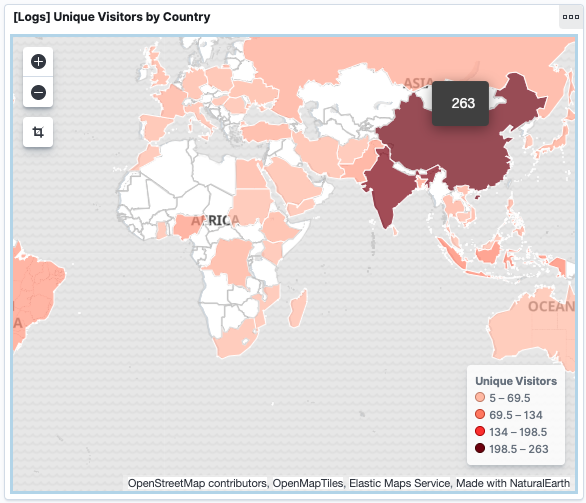 [Logs] Unique Visitors by Country
ASIA
263
AFRICA
OCEAN
A
Unique Visitors
5 – 69.5
69.5 – 134
134 – 198.5
198.5 – 263
OpenStreetMap contributors, OpenMapTiles, Elastic Maps Service, Made with NaturalEarth